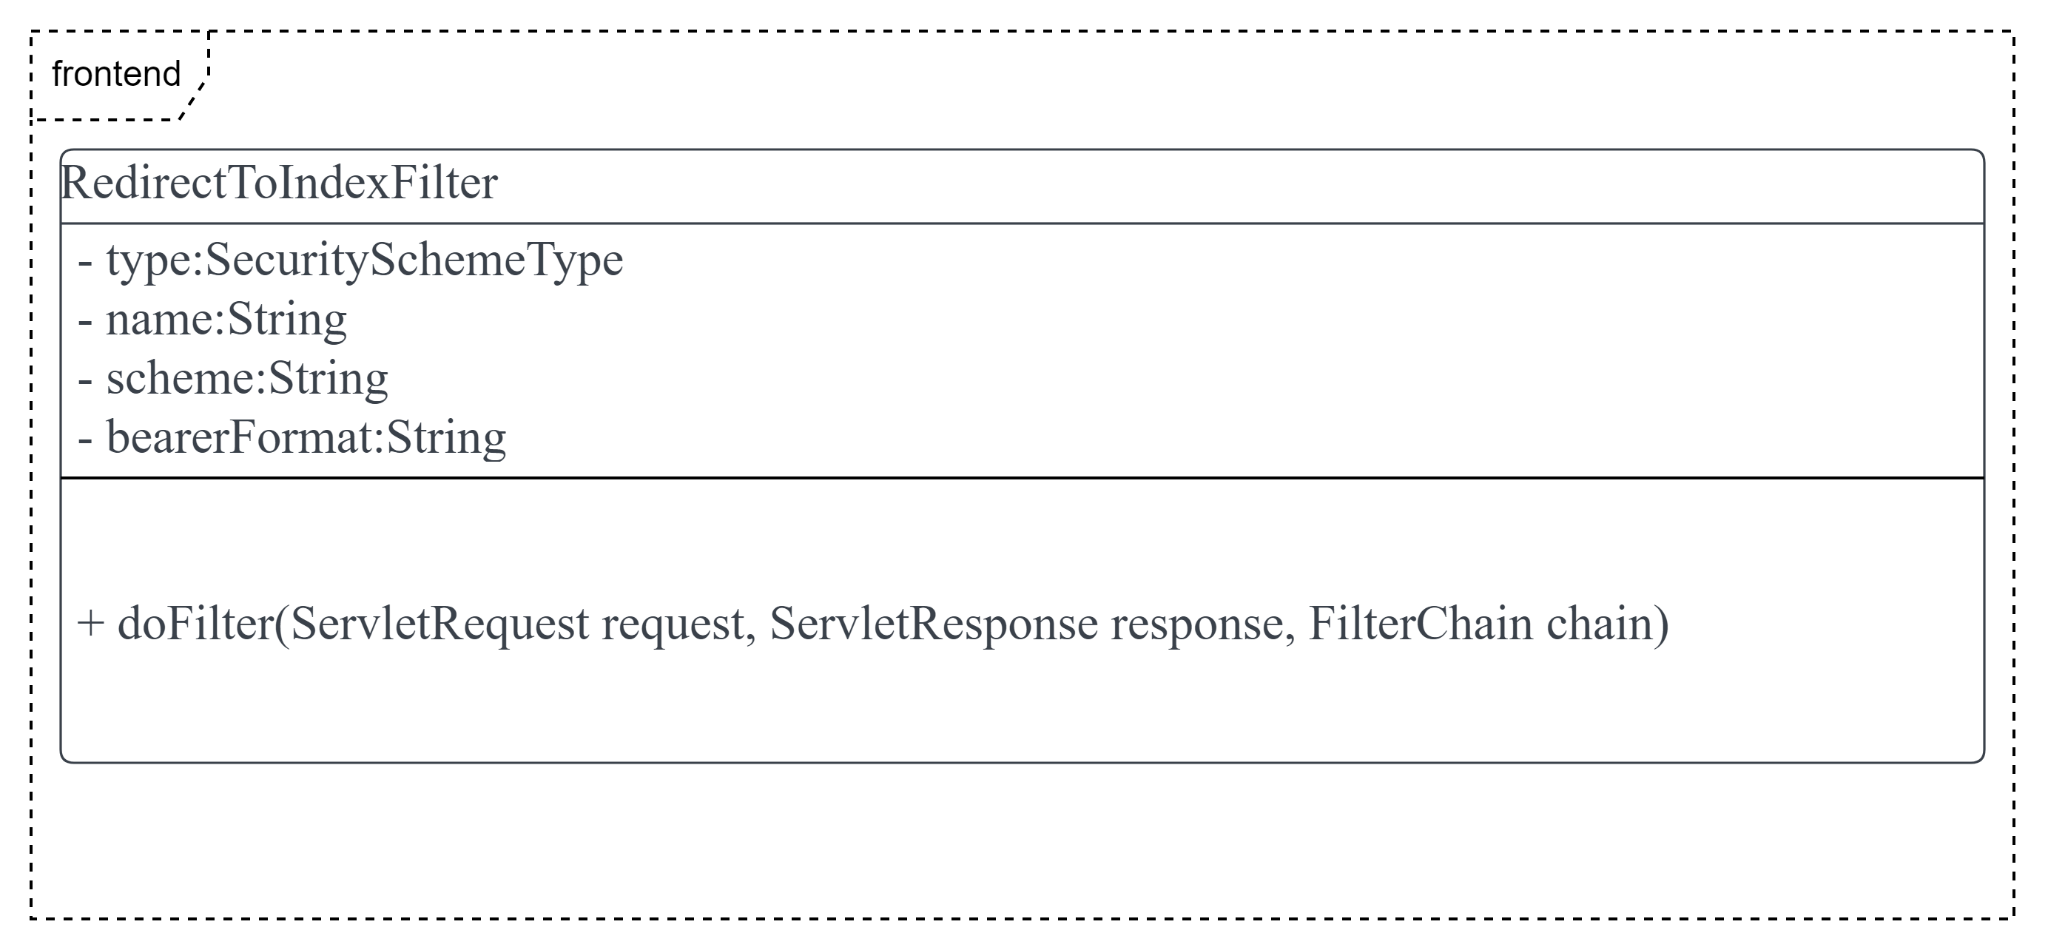 frontend
RedirectToIndexFilter
- type:SecuritySchemeType
- name:String
- scheme:String
- bearerFormat:String
+ doFilter(ServletRequest request, ServletResponse response, FilterChain chain)